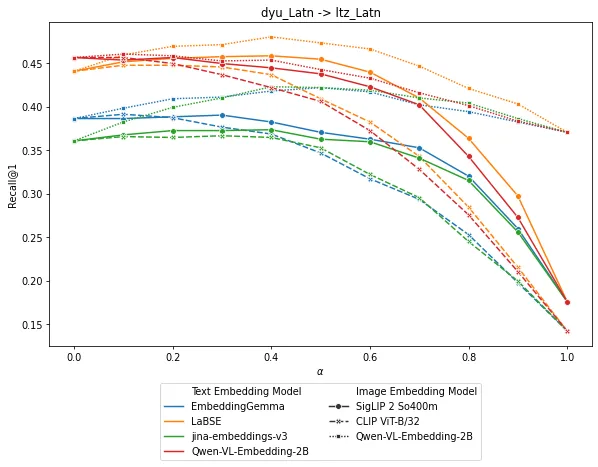 dyu_Latn -> ltz_Latn
Recall@1
0.45
0.40
0.35
0.30
0.25
0.20
0.15
0.0 0.2 0.4 0.6 0.8 1.0
α
Text Embedding Model Image Embedding Model
EmbeddingGemma SigLIP 2 So400m
LaBSE CLIP ViT-B/32
jina-embeddings-v3 Qwen-VL-Embedding-2B
Qwen-VL-Embedding-2B